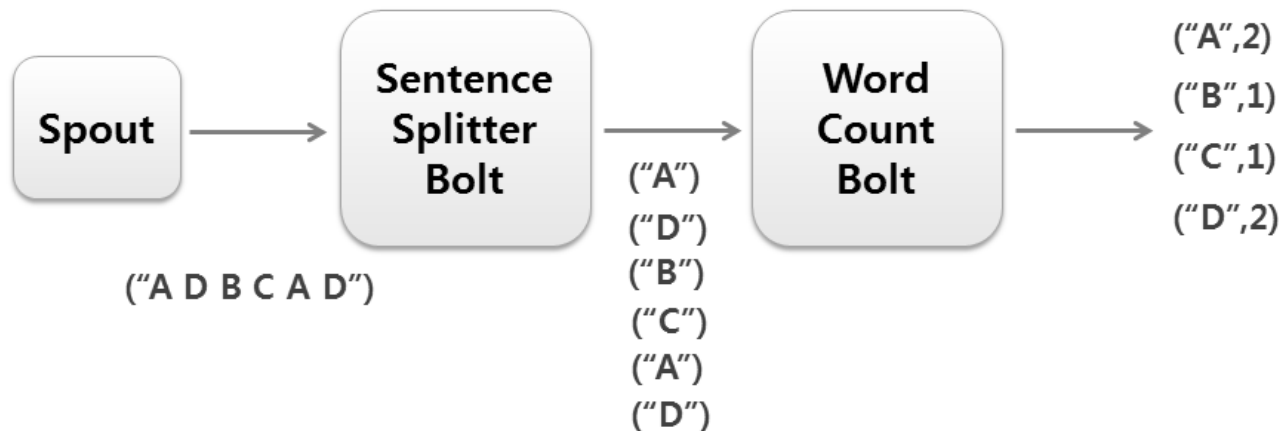 Spout
Sentence
Splitter
Bolt
Word
Count
Bolt
(“A D B C A D”)
(“A”)
(“D”)
(“B”)
(“C”)
(“A”)
(“D”)
(“A”,2)
(“B”,1)
(“C”,1)
(“D”,2)